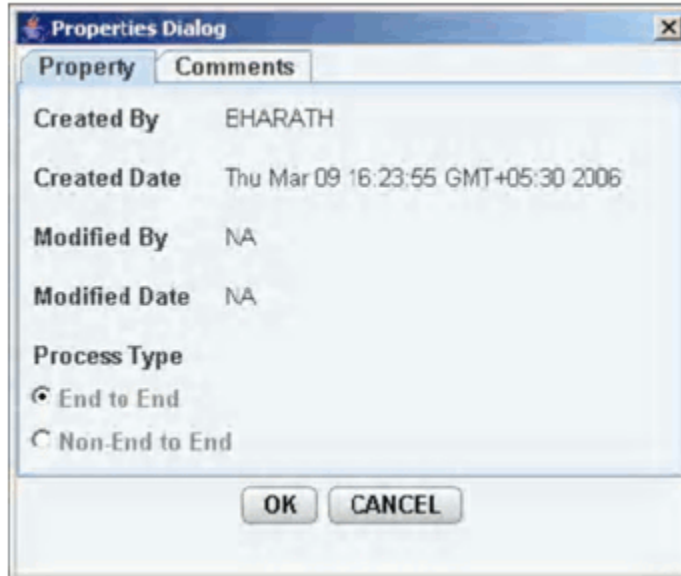 Properties Dialog
Property Comments
Created By EHARATH
Created Date Thu Mar 09 16:23:55 GMT+05:30 2006
Modified By NA
Modified Date NA
Process Type
End to End
Non-End to End
OK CANCEL